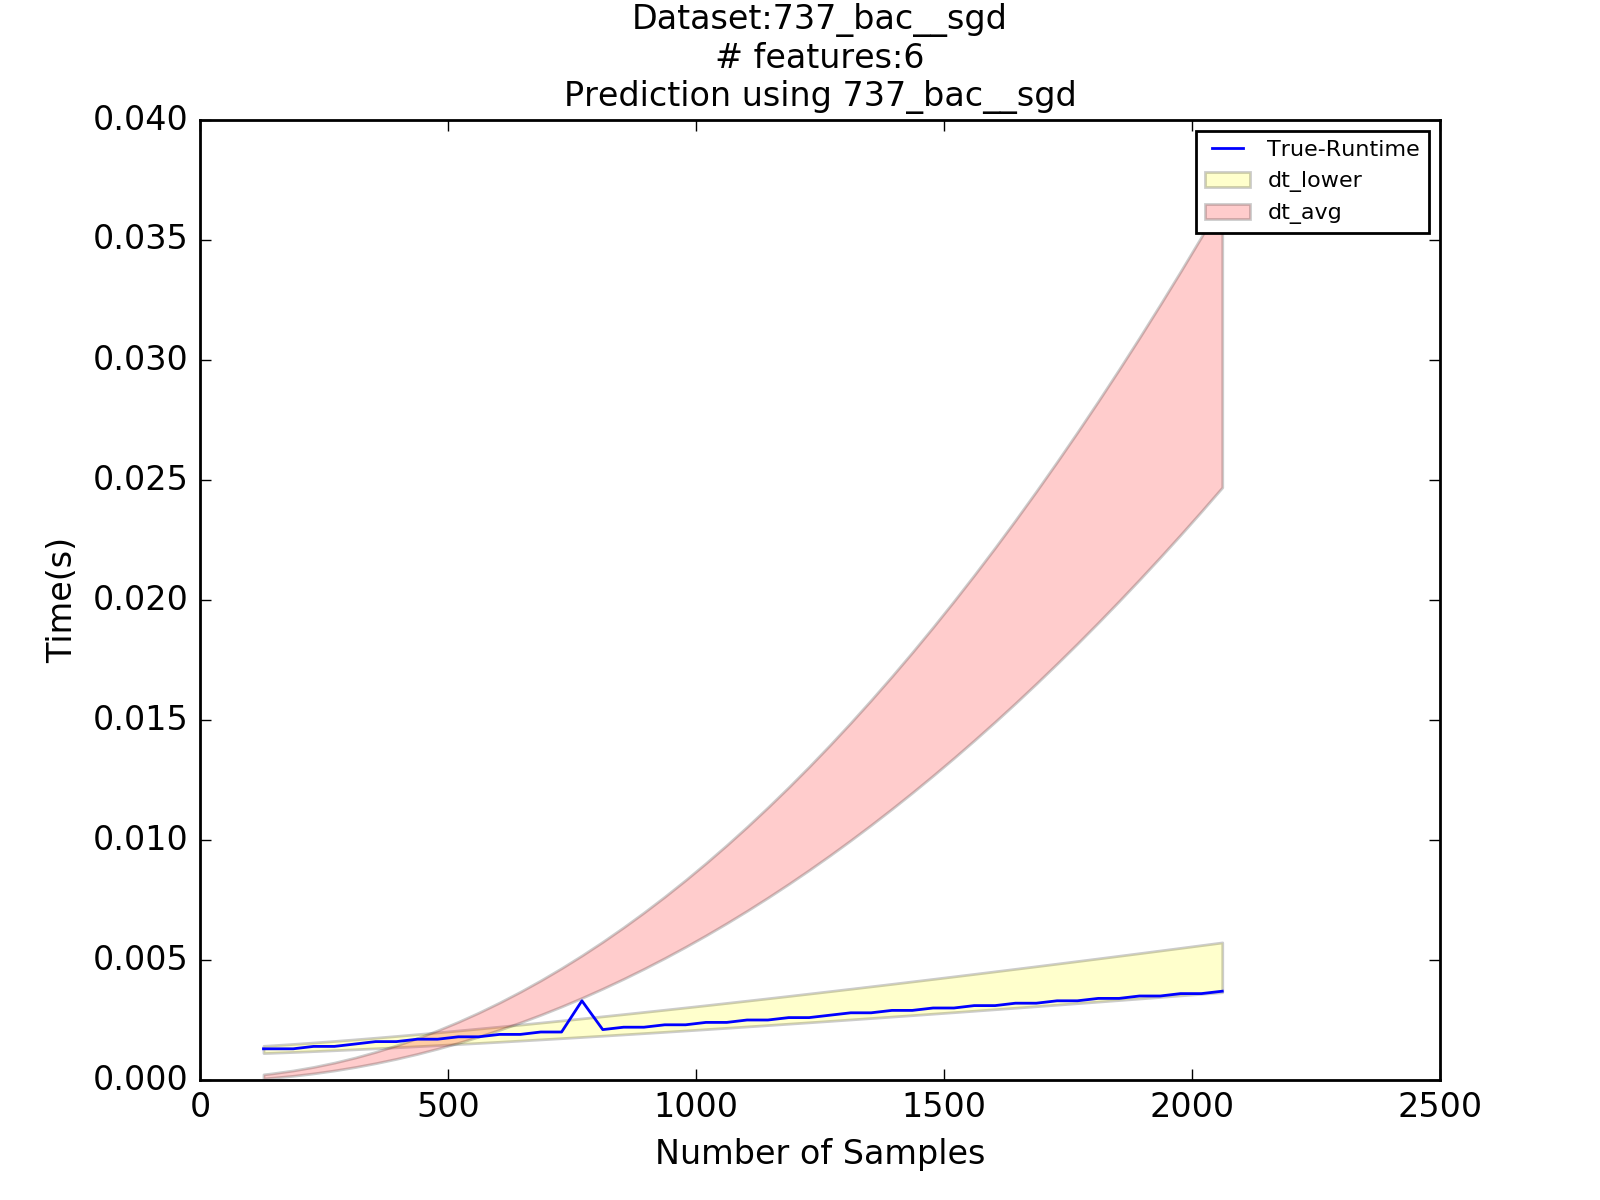 Dataset:737_bac__sgd
# features:6
Prediction using 737_bac__sgd
0.040
0.035
0.030
0.025
0.020
0.015
0.010
0.005
0.000
Time(s)
True-Runtime
dt_lower
dt_avg
0 500 1000 1500 2000 2500
Number of Samples